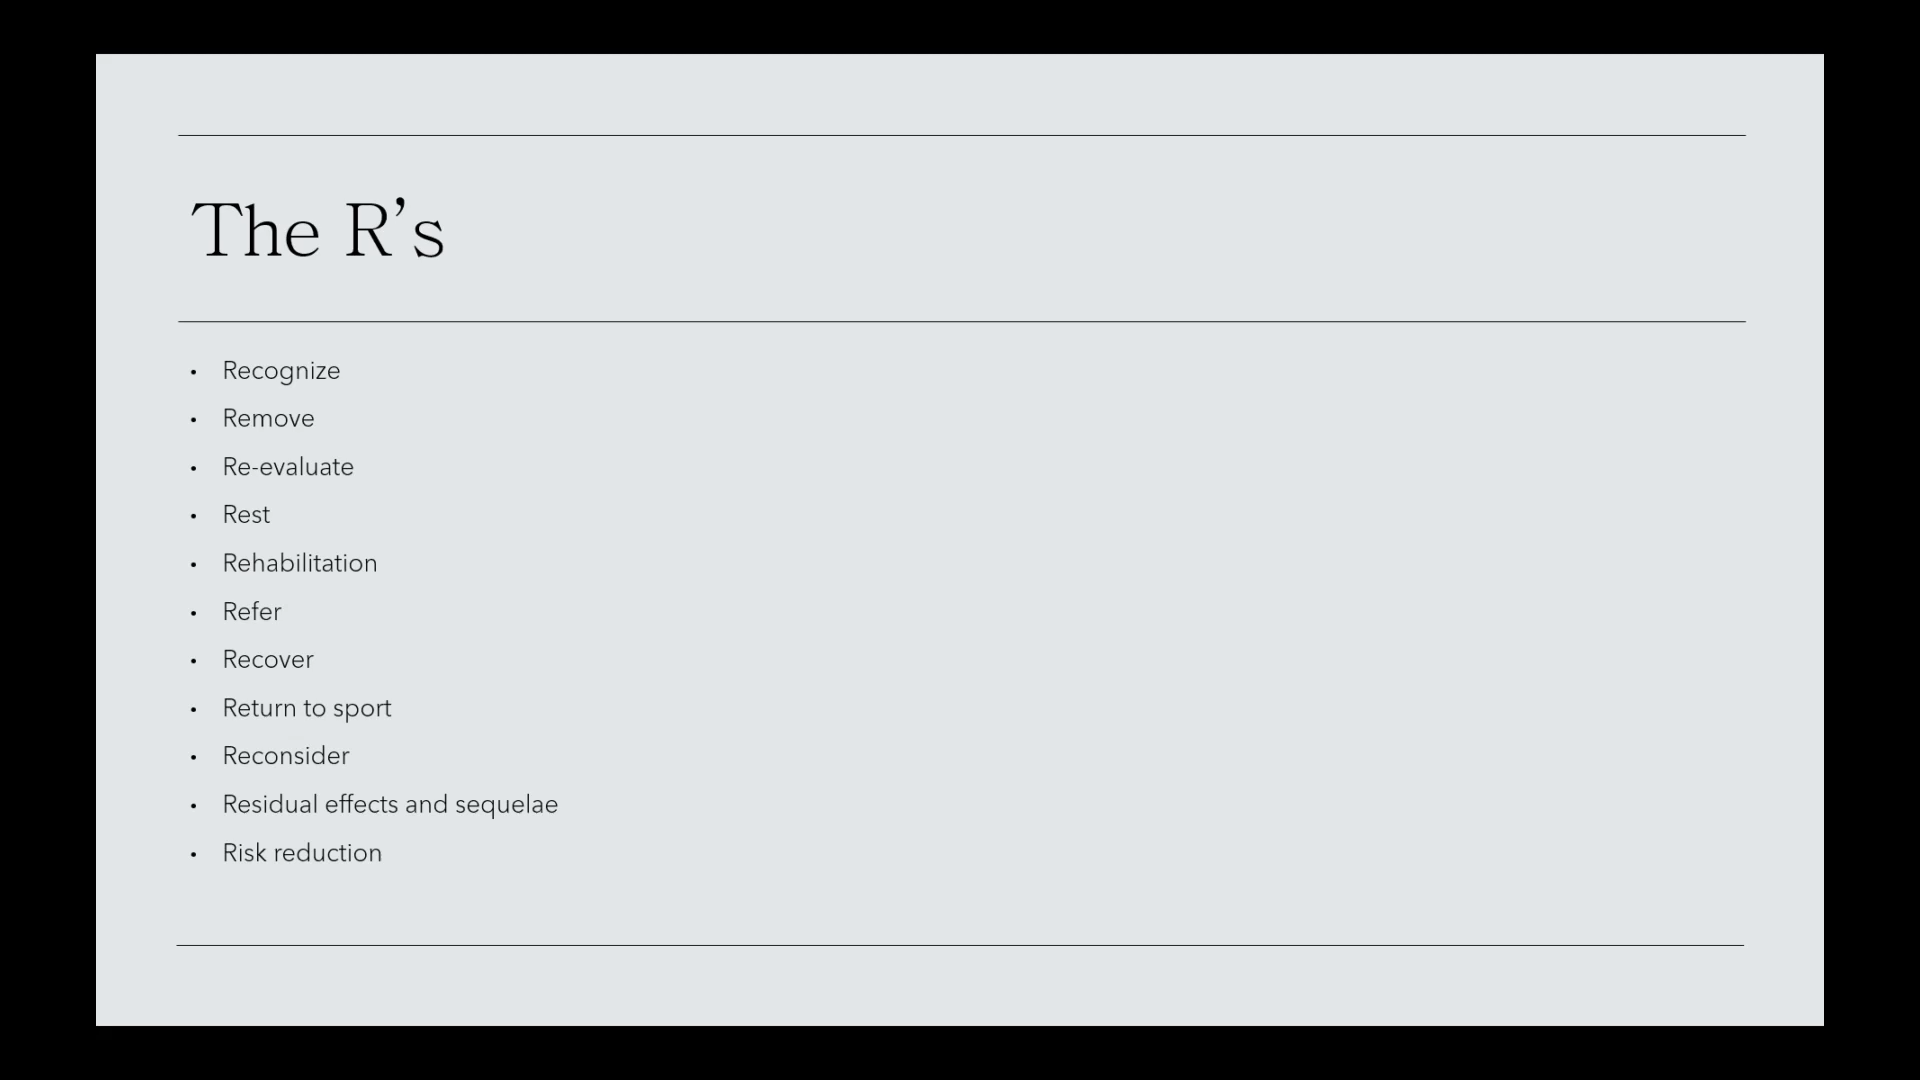 The R’s
• Recognize
• Remove
• Re-evaluate
• Rest
• Rehabilitation
• Refer
• Recover
• Return to sport
• Reconsider
• Residual effects and sequelae
• Risk reduction